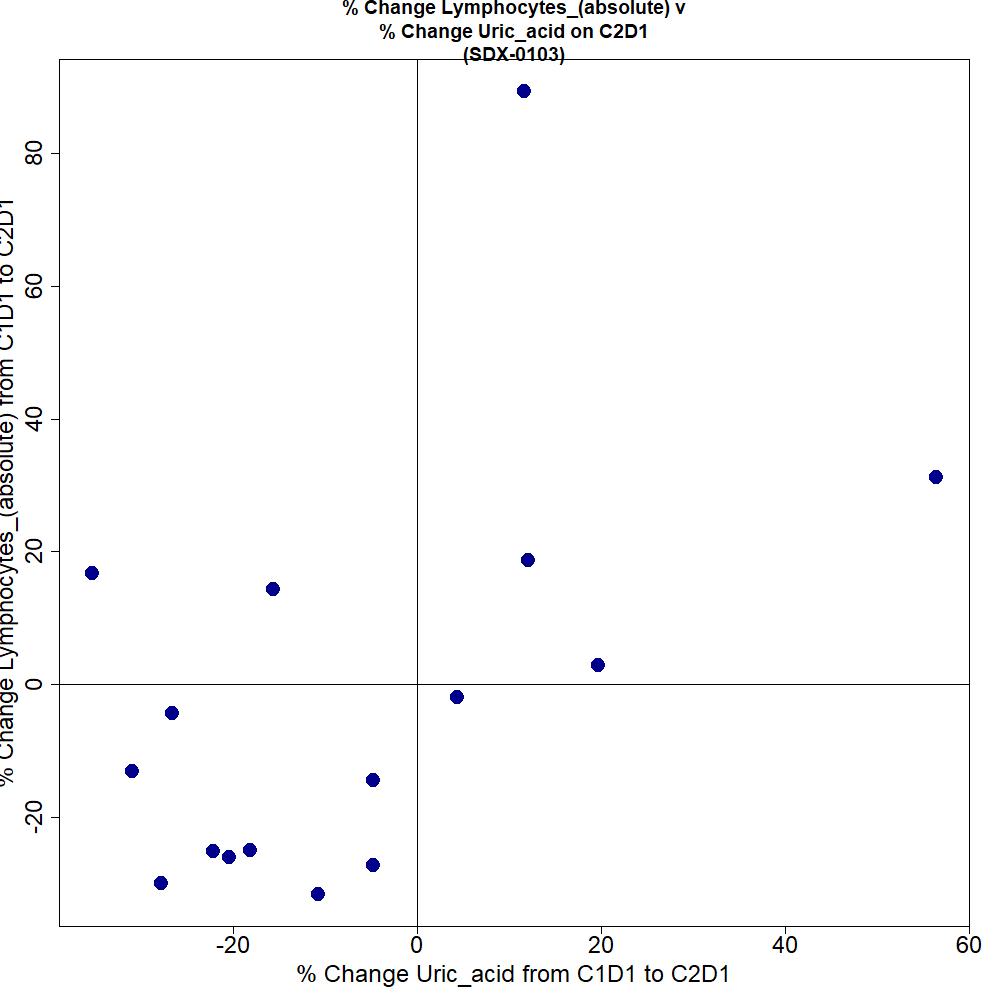 % Change Lymphocytes_(absolute) v
% Change Uric_acid on C2D1
(SDX-0103)
% Change Lymphocytes_(absolute) from C1D1 to C2D1
80
60
40
20
0
-20
-20 0 20 40 60
% Change Uric_acid from C1D1 to C2D1